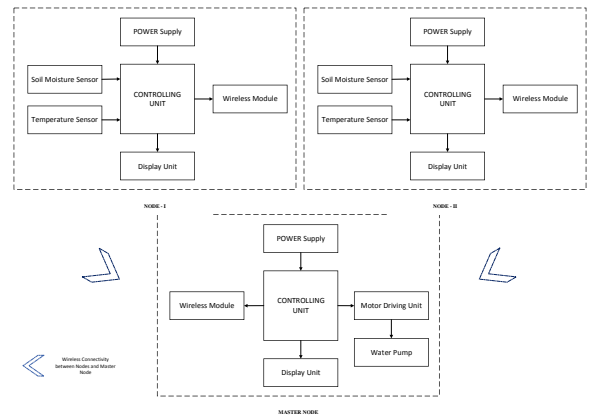 POWER Supply
Soil Moisture Sensor
CONTROLLING
UNIT
Wireless Module
Temperature Sensor
Display Unit
NODE - I
POWER Supply
Soil Moisture Sensor
CONTROLLING
UNIT
Wireless Module
Temperature Sensor
Display Unit
NODE - II
POWER Supply
Wireless Module
CONTROLLING
UNIT
Motor Driving Unit
Water Pump
Display Unit
Wireless Connectivity
between Nodes and Master
Node
MASTER NODE